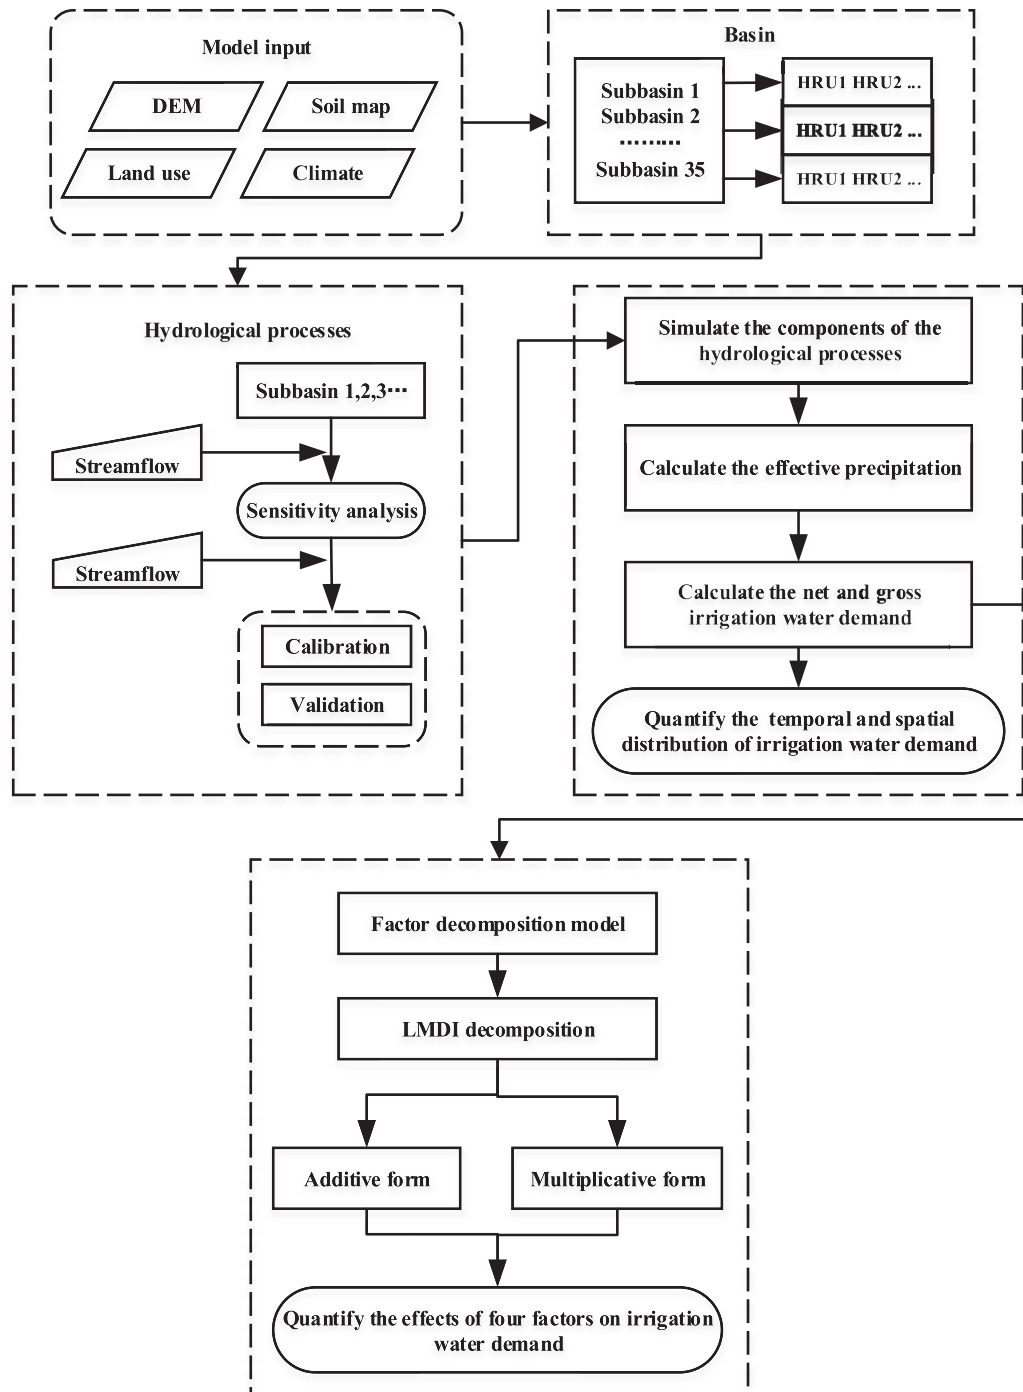 Model input
DEM
Soil map
Land use
Climate
Basin
Subbasin 1
Subbasin 2
.........
Subbasin 35
HRU1 HRU2 ...
HRU1 HRU2 ...
HRU1 HRU2 ...
Hydrological processes
Subbasin 1,2,3···
Streamflow
Sensitivity analysis
Streamflow
Calibration
Validation
Simulate the components of the
hydrological processes
Calculate the effective precipitation
Calculate the net and gross
irrigation water demand
Quantify the temporal and spatial
distribution of irrigation water demand
Factor decomposition model
LMDI decomposition
Additive form
Multiplicative form
Quantify the effects of four factors on irrigation
water demand